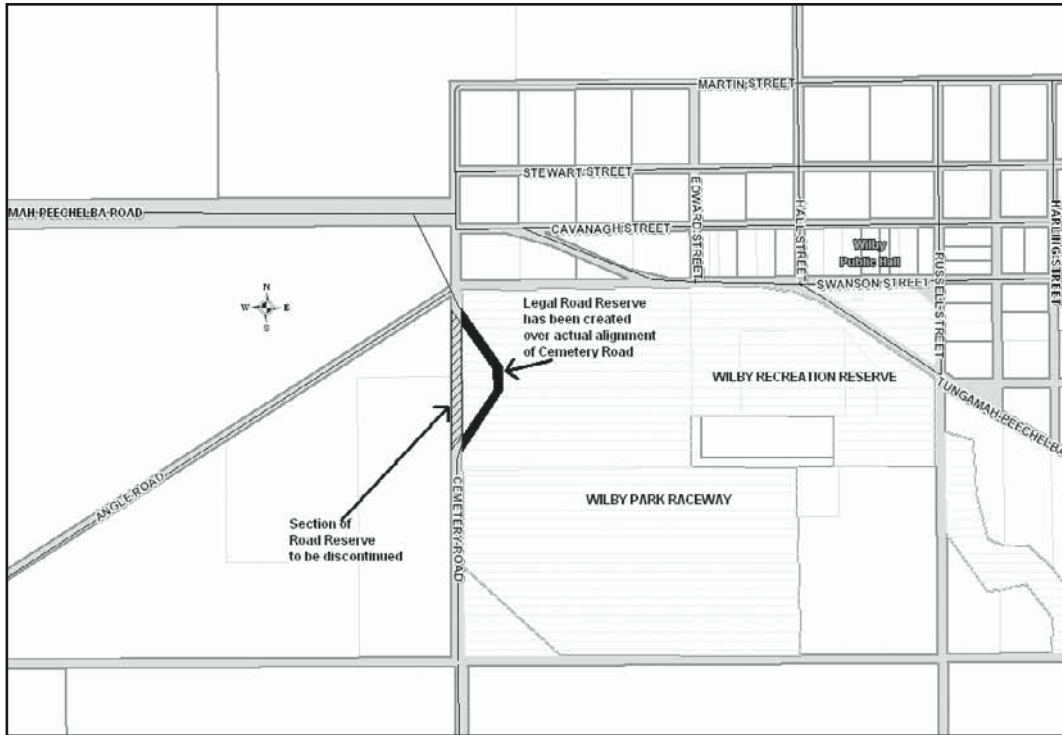 MARTIN STREET
STEWART STREET
MAH-PEECHELBA ROAD
CAVANAGH STREET
EDWARD STREET
HALL STREET
Wilby
Public Hall
HARLING STREET
SWANSON STREET
RUSSELL STREET
N
W E
S
Legal Road Reserve
has been created
over actual alignment
of Cemetery Road
WILBY RECREATION RESERVE
TUNGAMAH-PEECHELBA
ANGLE ROAD
CEMETERY ROAD
WILBY PARK RACEWAY
Section of
Road Reserve
to be discontinued